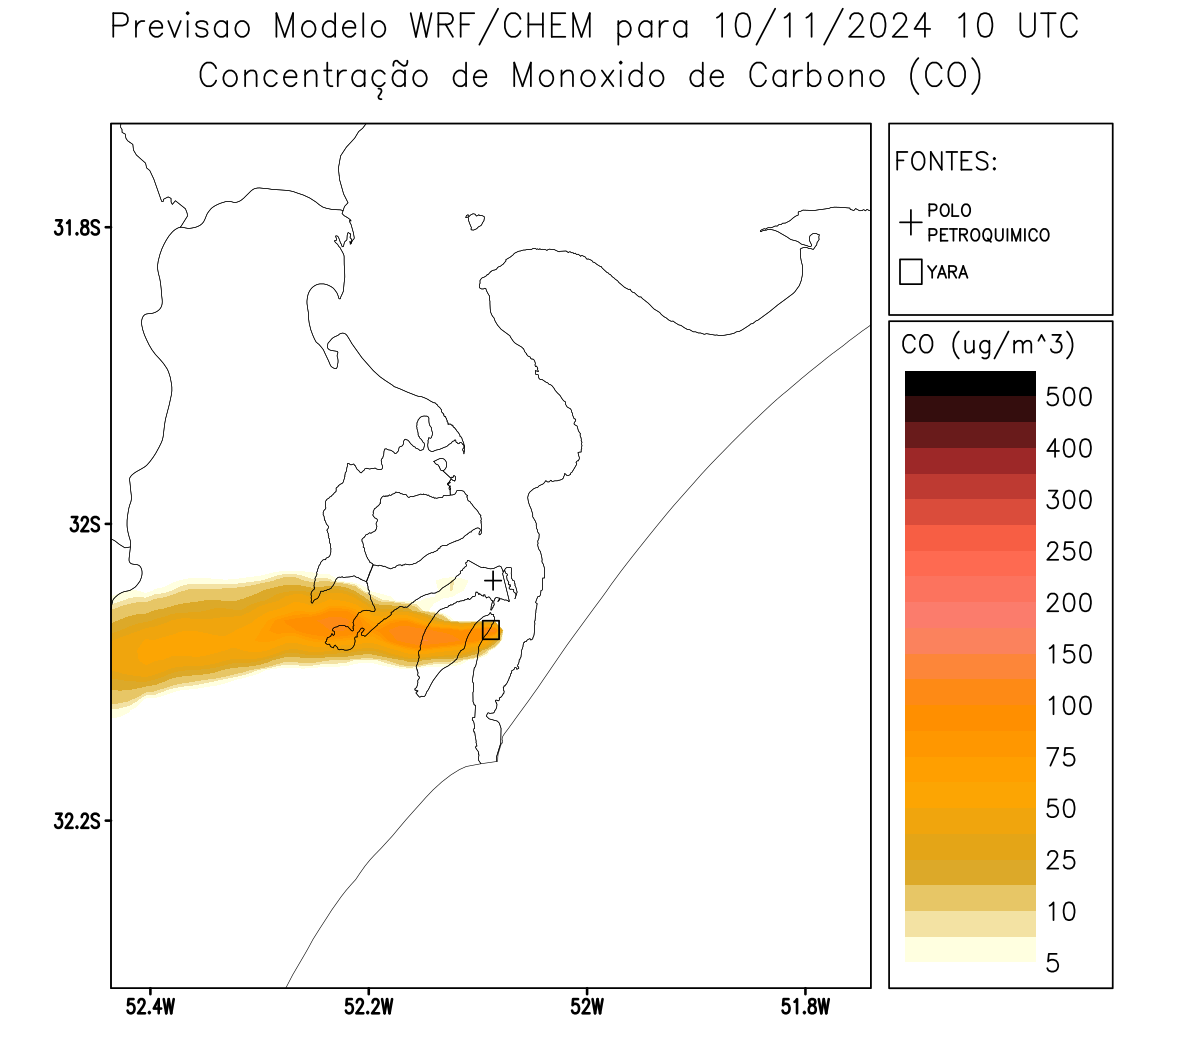 Previsao Modelo WRF/CHEM para 10/11/2024 10 UTC
Concentração de Monoxido de Carbono (CO)
FONTES:
POLO
PETROQUIMICO
YARA
CO (ug/m^3)
500
400
300
250
200
150
100
75
50
25
10
5
31.8S
32S
32.2S
52.4W
52.2W
52W
51.8W